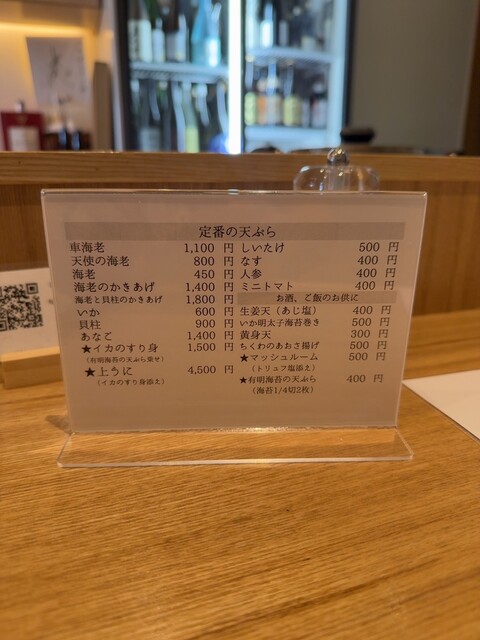 定番の天ぷら
車海老 1,100 円
天使の海老 800 円
海老 450 円
海老のかきあげ 1,400 円
海老と貝柱のかきあげ 1,800 円
いか 600 円
貝柱 900 円
あなご 1,400 円
★イカのすり身 1,500 円
(有明海苔の天ぷら乗せ)
★上うに 4,500 円
(イカのすり身添え)
しいたけ 500 円
なす 400 円
人参 400 円
ミニトマト 400 円
お酒、ご飯のお供に
生姜天（あじ塩） 400 円
いか明太子海苔巻き 500 円
黄身天 300 円
ちくわのあおさ揚げ 500 円
★マッシュルーム 500 円
(トリュフ塩添え)
★有明海苔の天ぷら 400 円
(海苔1/4切2枚)